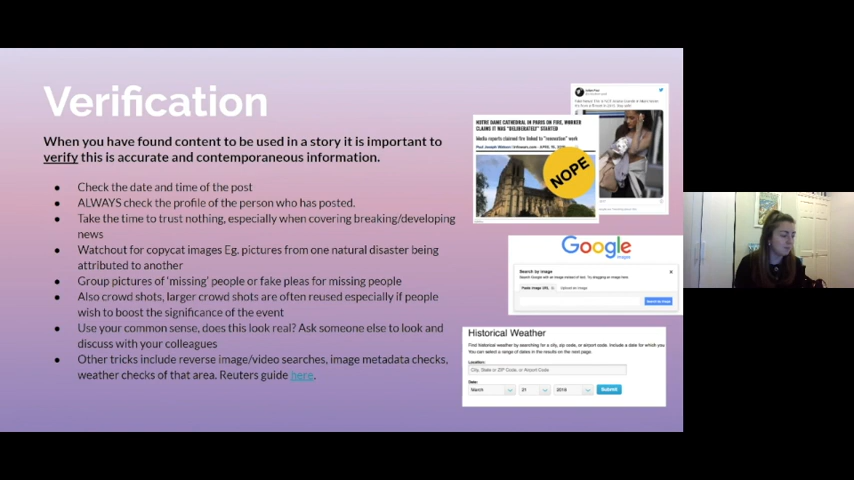 Verification
When you have found content to be used in a story it is important to
verify this is accurate and contemporaneous information.
● Check the date and time of the post
● ALWAYS check the profile of the person who has posted.
● Take the time to trust nothing, especially when covering breaking/developing
news
● Watchout for copycat images Eg, pictures from one natural disaster being
attributed to another
● Group pictures of 'missing' people or fake pleas for missing people
● Also crowd shots, larger crowd shots are often reused especially if people
wish to boost the significance of the event
● Use your common sense, does this look real? Ask someone else to look and
discuss with your colleagues
● Other tricks include reverse image/video searches, image metadata checks,
weather checks of that area. Reuters guide here.
NOTRE DAME CATHEDRAL IN PARIS ON FIRE, WORKER
CLAIMS IT WAS "DELIBERATELY" STARTED
Media reports claimed fire linked to "renovation" work
NOPE
Google
images
Search by image
Search Google with an image instead of text. Try dragging an image here.
Paste image URL
Upload an image
Search by image
Historical Weather
Find historical weather by searching for a city, zip code, or airport code. Include a date for which you
You can select a range of dates in the results on the next page.
Location:
City, State or ZIP Code, or Airport Code
Date:
March 21 2018 Submit